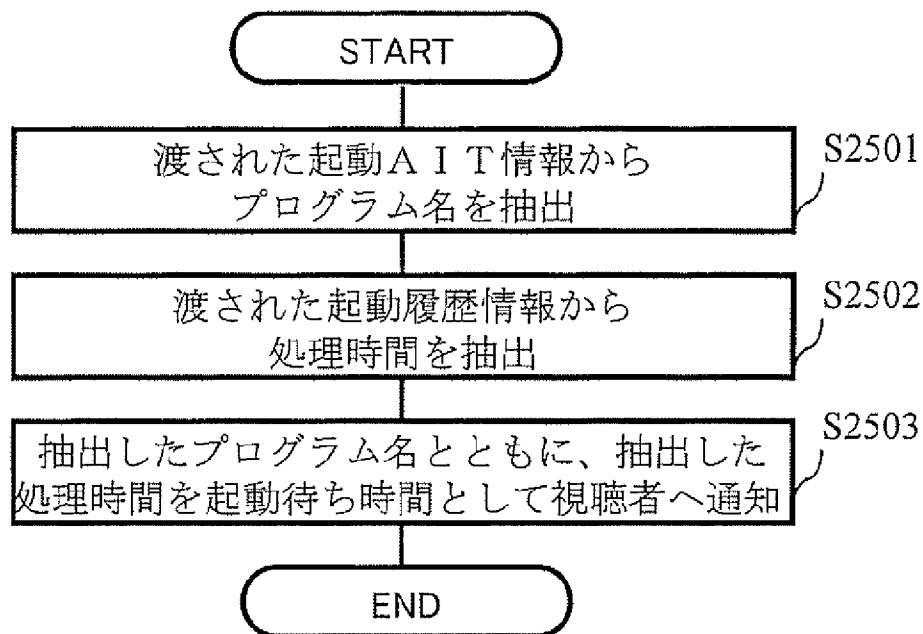 START
渡された起動ＡＩＴ情報から
プログラム名を抽出
S2501
渡された起動履歴情報から
処理時間を抽出
S2502
抽出したプログラム名とともに、抽出した
処理時間を起動待ち時間として視聴者へ通知
S2503
END